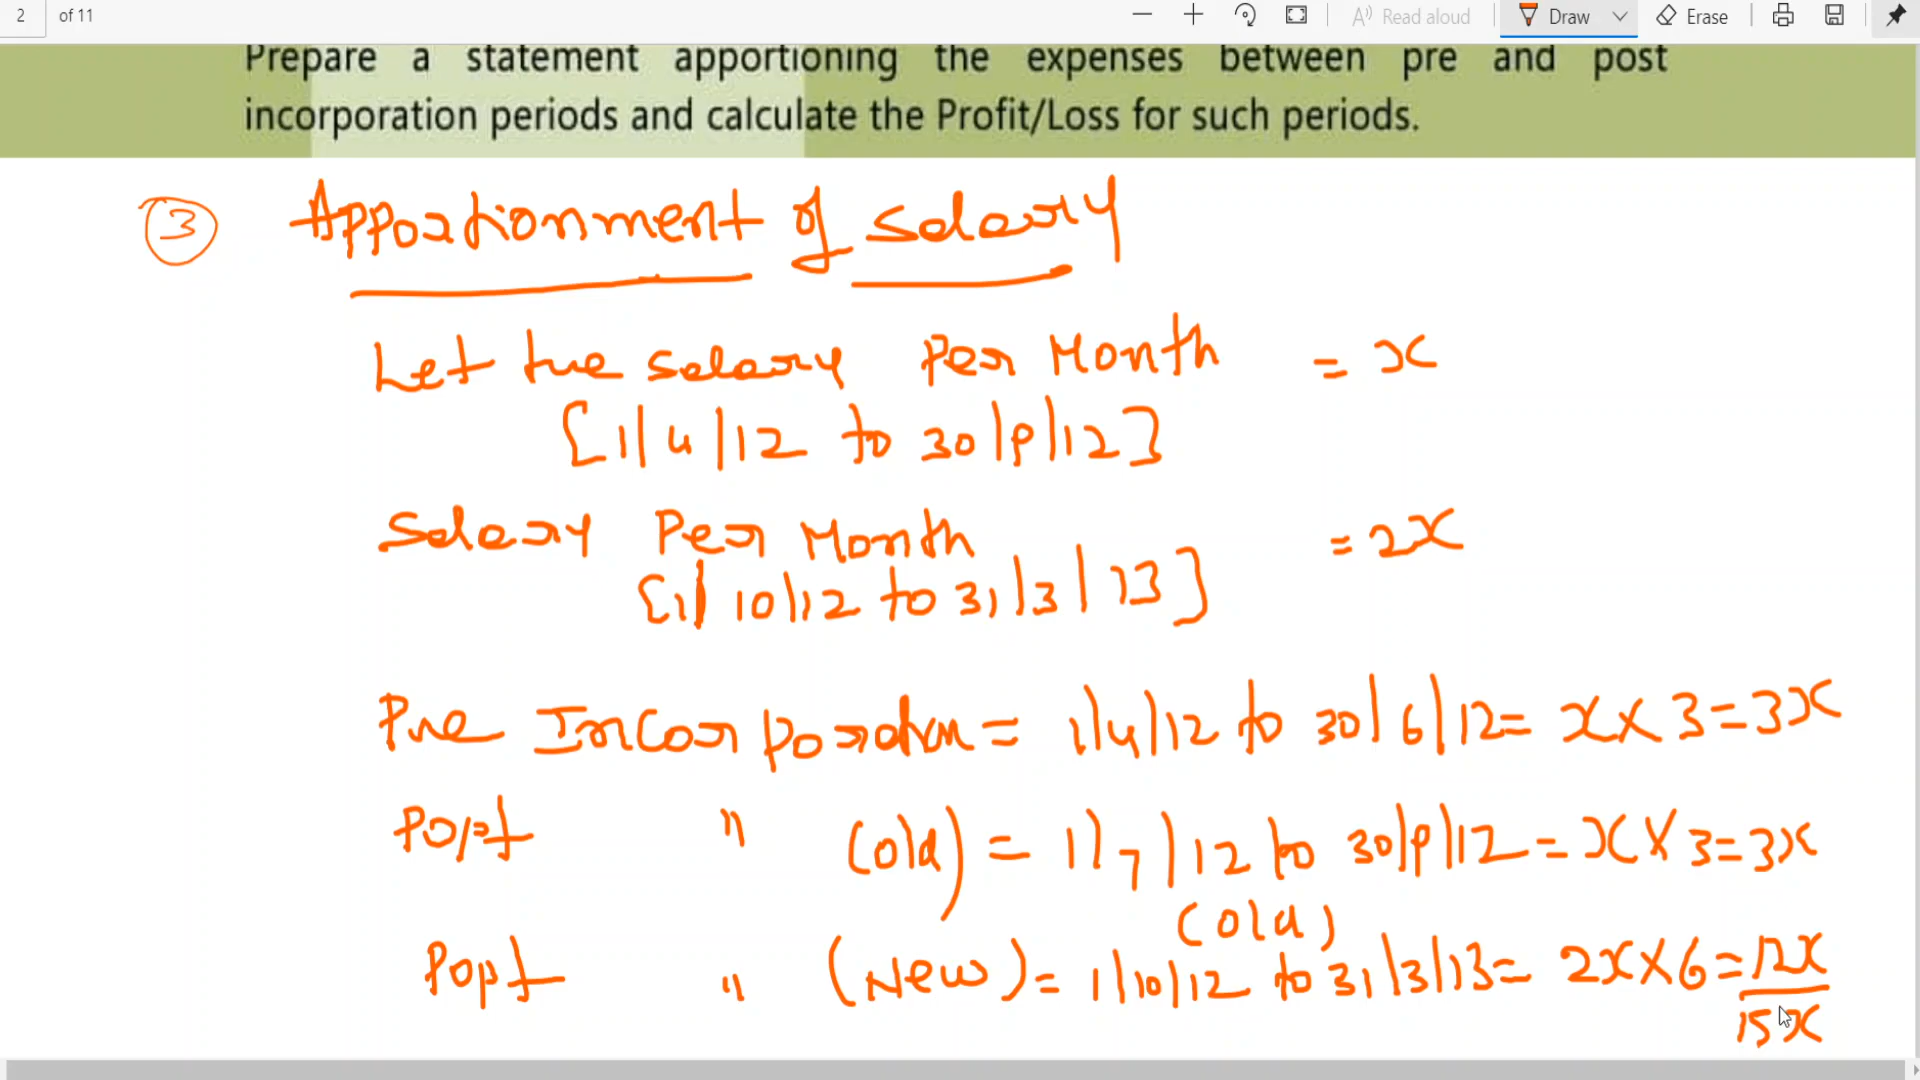 2 of 11 Read aloud Draw Erase
Prepare a statement apportioning the expenses between pre and post
incorporation periods and calculate the Profit/Loss for such periods.
3 Apportionment of salary
Let the salary Per Month = x
[1/4/12 to 30/9/12]
Salary Per Month = 2x
[1/10/12 to 31/3/13]
Pre Incorporation = 1/4/12 to 30/6/12 = x × 3 = 3x
Post " (old) = 1/7/12 to 30/9/12 = x × 3 = 3x
(old)
Post " (New) = 1/10/12 to 31/3/13 = 2x × 6 = 12x
15x